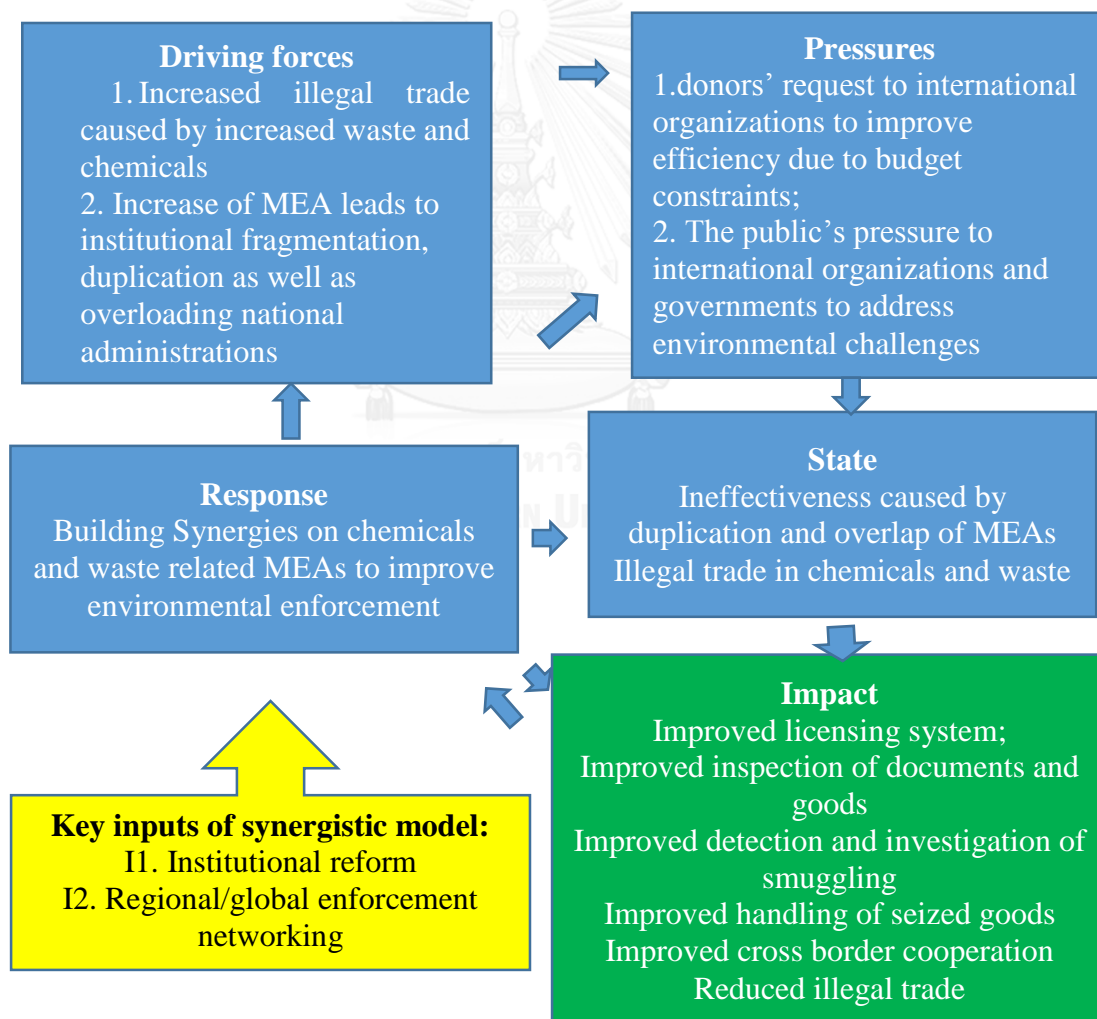 Driving forces
1. Increased illegal trade
caused by increased waste and
chemicals
2. Increase of MEA leads to
institutional fragmentation,
duplication as well as
overloading national
administrations
Pressures
1.donors’ request to international
organizations to improve
efficiency due to budget
constraints;
2. The public’s pressure to
international organizations and
governments to address
environmental challenges
Response
Building Synergies on chemicals
and waste related MEAs to improve
environmental enforcement
State
Ineffectiveness caused by
duplication and overlap of MEAs
Illegal trade in chemicals and waste
Key inputs of synergistic model:
I1. Institutional reform
I2. Regional/global enforcement
networking
Impact
Improved licensing system;
Improved inspection of documents and
goods
Improved detection and investigation of
smuggling
Improved handling of seized goods
Improved cross border cooperation
Reduced illegal trade